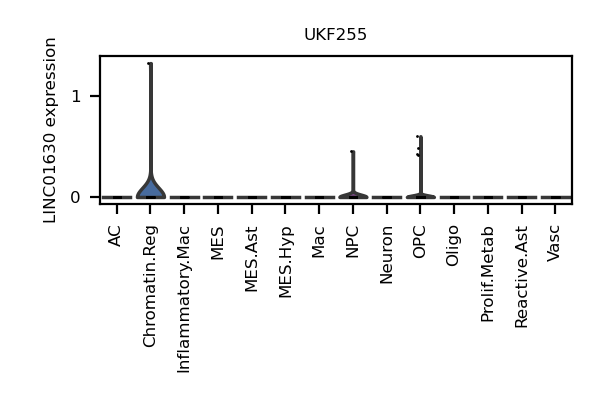 UKF255
LINC01630 expression
1
0
AC
Chromatin.Reg
Inflammatory.Mac
MES
MES.Ast
MES.Hyp
Mac
NPC
Neuron
OPC
Oligo
Prolif.Metab
Reactive.Ast
Vasc